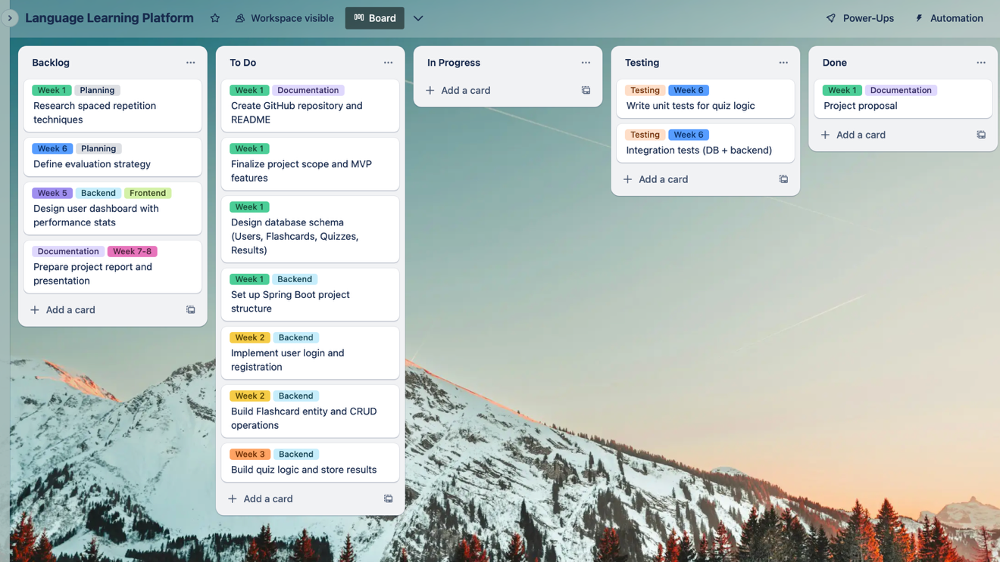 Language Learning Platform
Workspace visible
Board
Power-Ups
Automation
Backlog
Week 1 Planning
Research spaced repetition
techniques
Week 6 Planning
Define evaluation strategy
Week 5 Backend Frontend
Design user dashboard with
performance stats
Documentation Week 7-8
Prepare project report and
presentation
Add a card
To Do
Week 1 Documentation
Create GitHub repository and
README
Week 1
Finalize project scope and MVP
features
Week 1
Design database schema
(Users, Flashcards, Quizzes,
Results)
Week 1 Backend
Set up Spring Boot project
structure
Week 2 Backend
Implement user login and
registration
Week 2 Backend
Build Flashcard entity and CRUD
operations
Week 3 Backend
Build quiz logic and store results
Add a card
In Progress
Add a card
Testing
Testing Week 6
Write unit tests for quiz logic
Testing Week 6
Integration tests (DB + backend)
Add a card
Done
Week 1 Documentation
Project proposal
Add a card